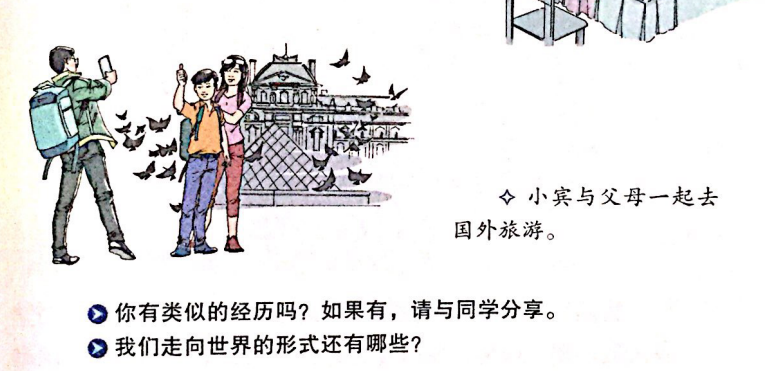 ✧ 小宾与父母一起去
国外旅游。
你有类似的经历吗？如果有，请与同学分享。
我们走向世界的形式还有哪些？